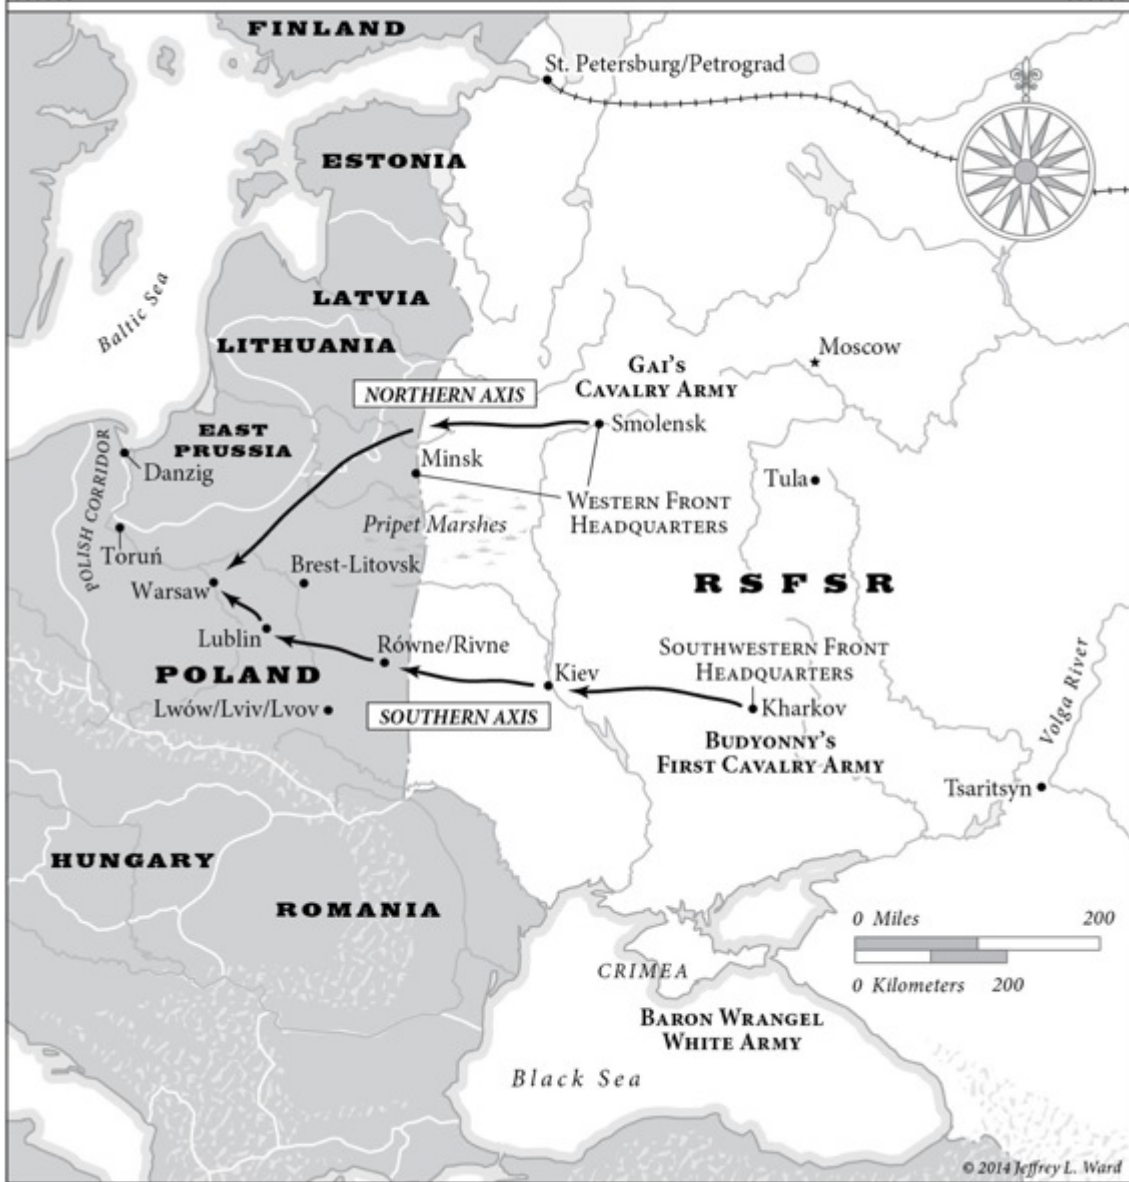 FINLAND
St. Petersburg/Petrograd
ESTONIA
Baltic Sea
LATVIA
LITHUANIA
Moscow
GAI'S
CAVALRY ARMY
NORTHERN AXIS
Smolensk
EAST
PRUSSIA
POLISH CORRIDOR
Danzig
Minsk
Tula
WESTERN FRONT
HEADQUARTERS
Pripet Marshes
Toruń
Brest-Litovsk
Warsaw
RSFSR
Lublin
Równe/Rivne
SOUTHWESTERN FRONT
HEADQUARTERS
POLAND
Kiev
Volga River
Lwów/Lviv/Lvov
SOUTHERN AXIS
Kharkov
BUDYONNY'S
FIRST CAVALRY ARMY
Tsaritsyn
HUNGARY
ROMANIA
0 Miles 200
0 Kilometers 200
CRIMEA
BARON WRANGEL
WHITE ARMY
Black Sea
© 2014 Jeffrey L. Ward